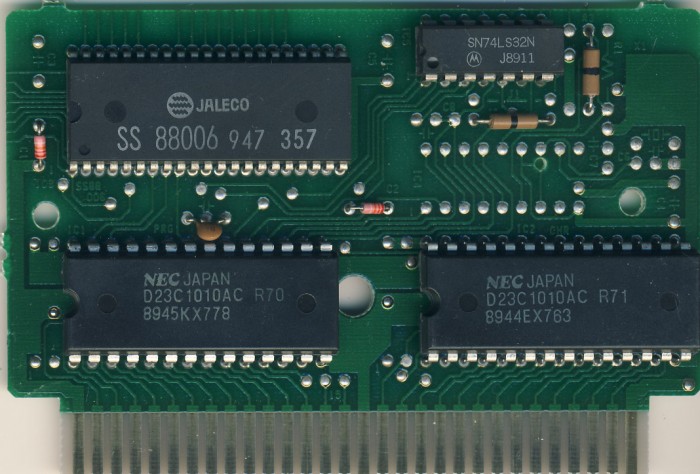 SN74LS32N
J8911
JALECO
SS 88006 947 357
NEC JAPAN
D23C1010AC R70
8945KX778
NEC JAPAN
D23C1010AC R71
8944EX763